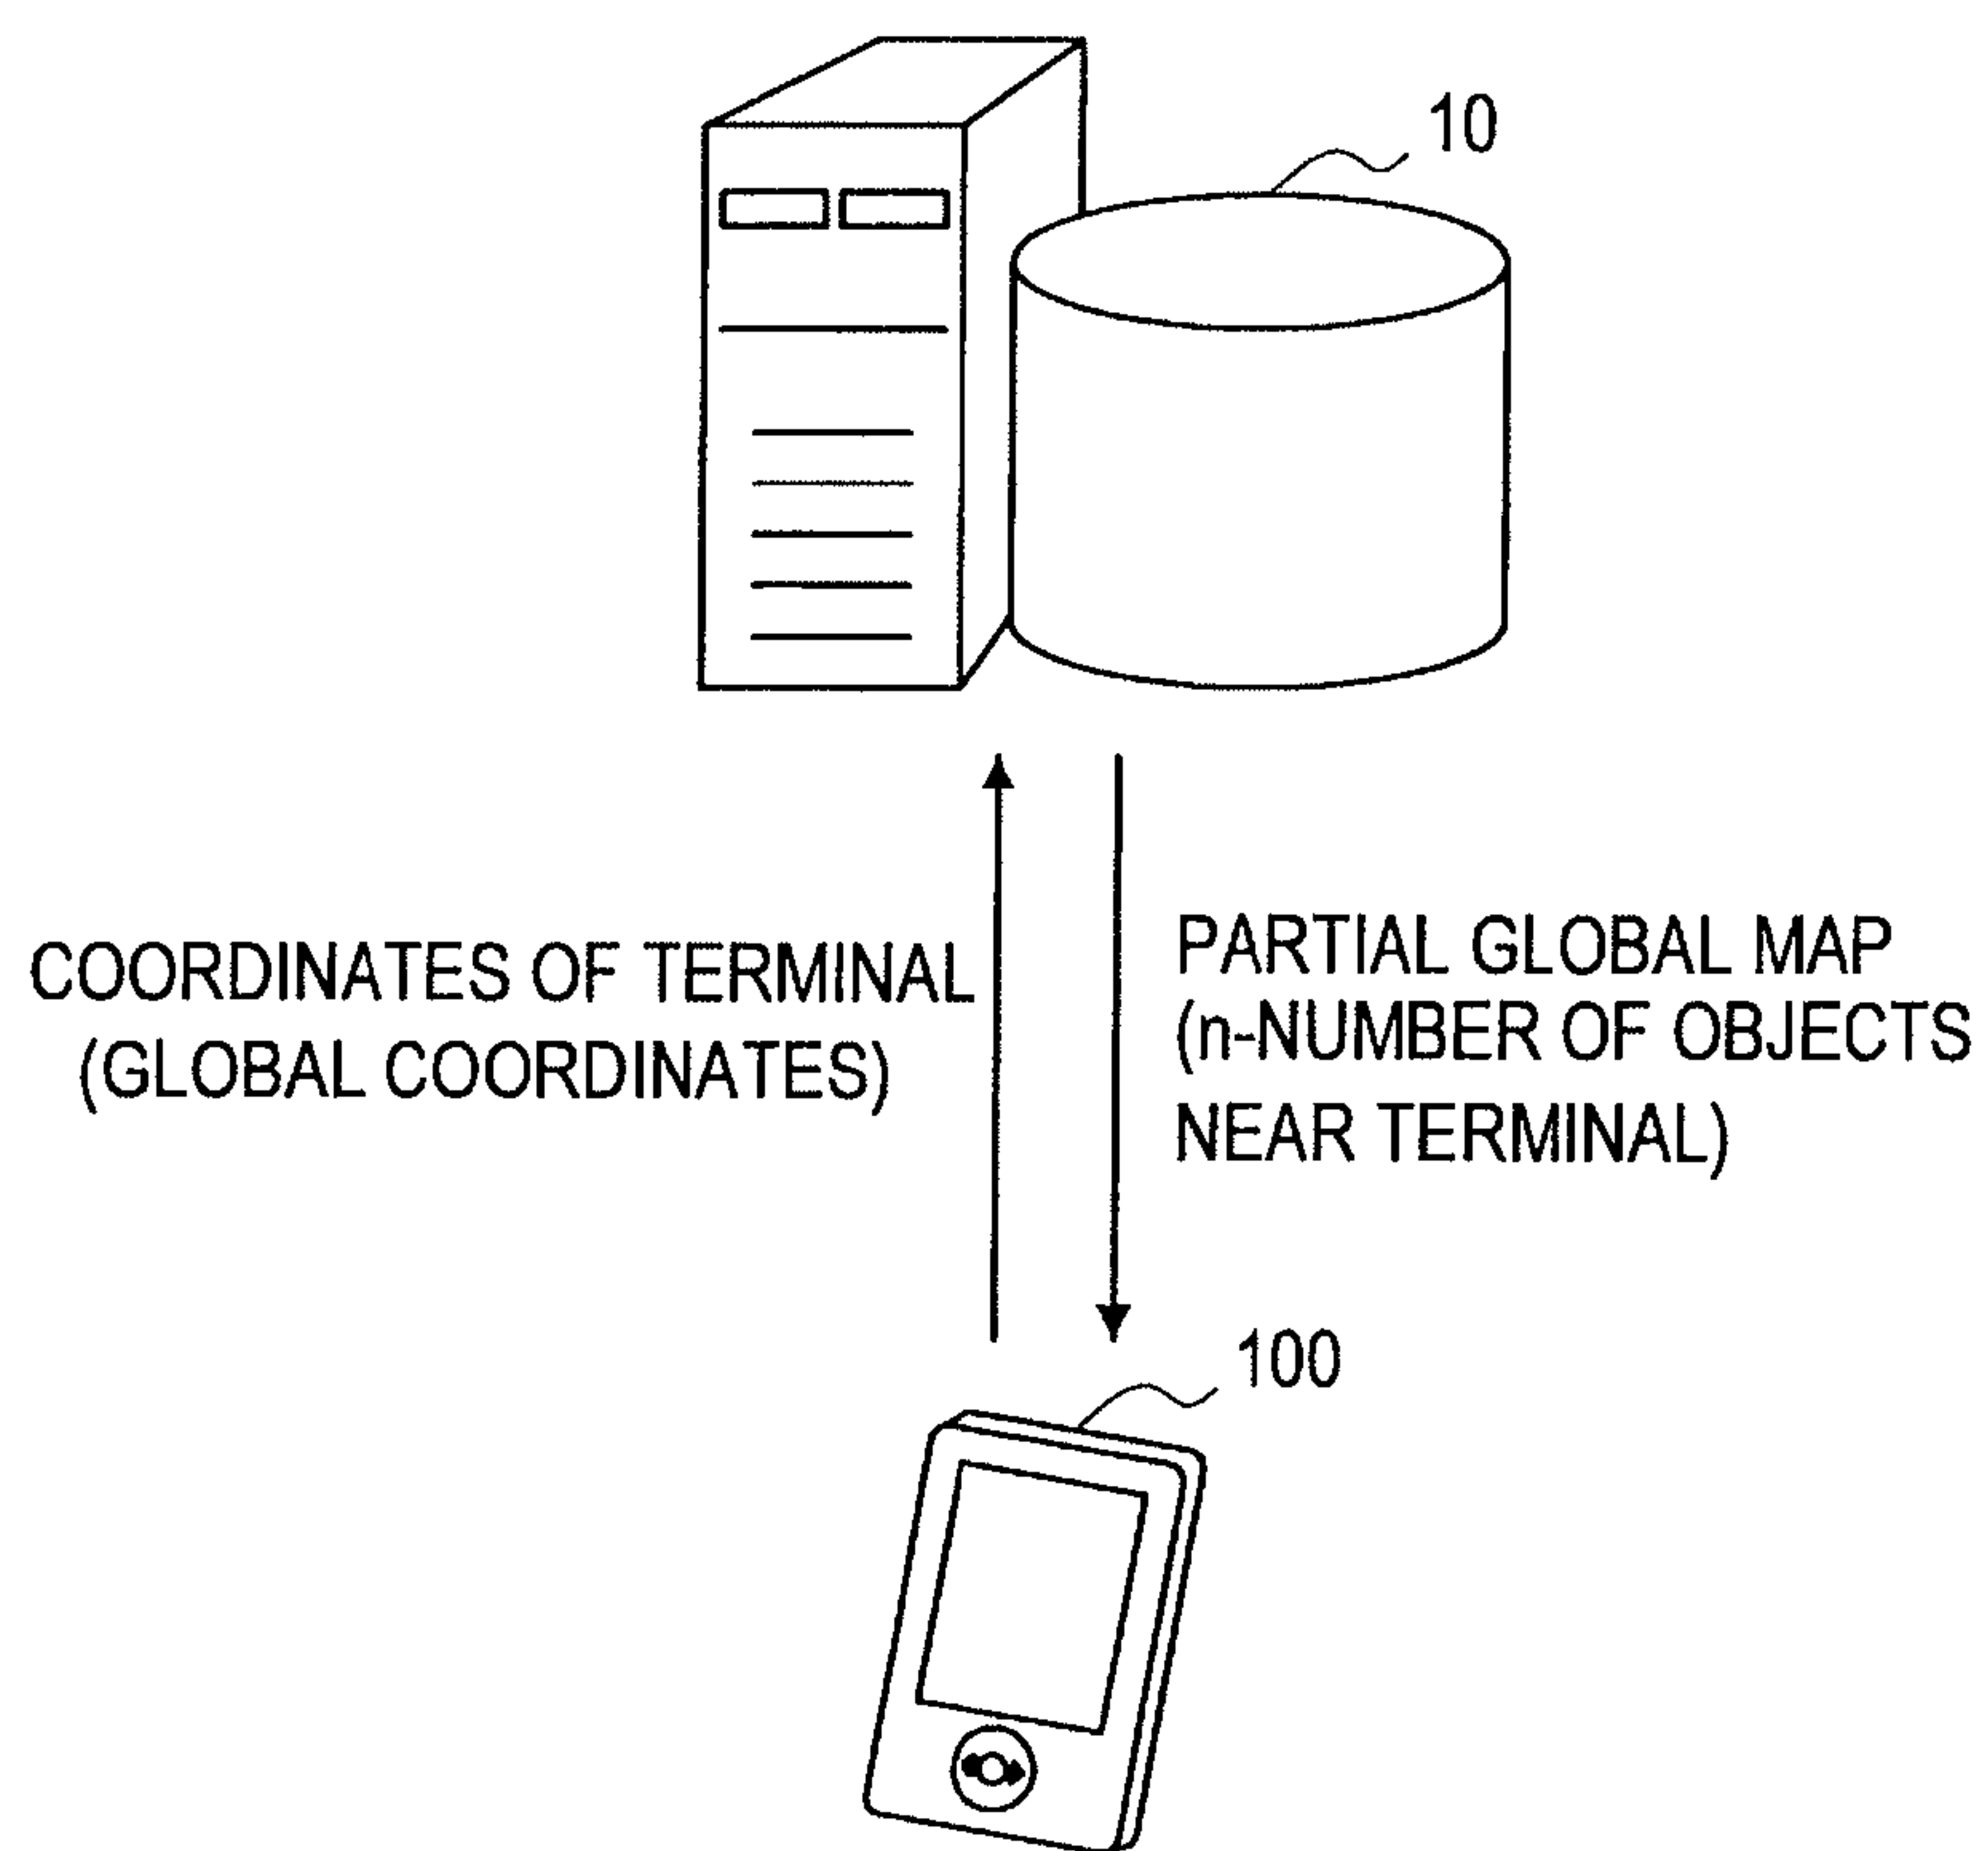 10
COORDINATES OF TERMINAL
(GLOBAL COORDINATES)
PARTIAL GLOBAL MAP
(n-NUMBER OF OBJECTS
NEAR TERMINAL)
100